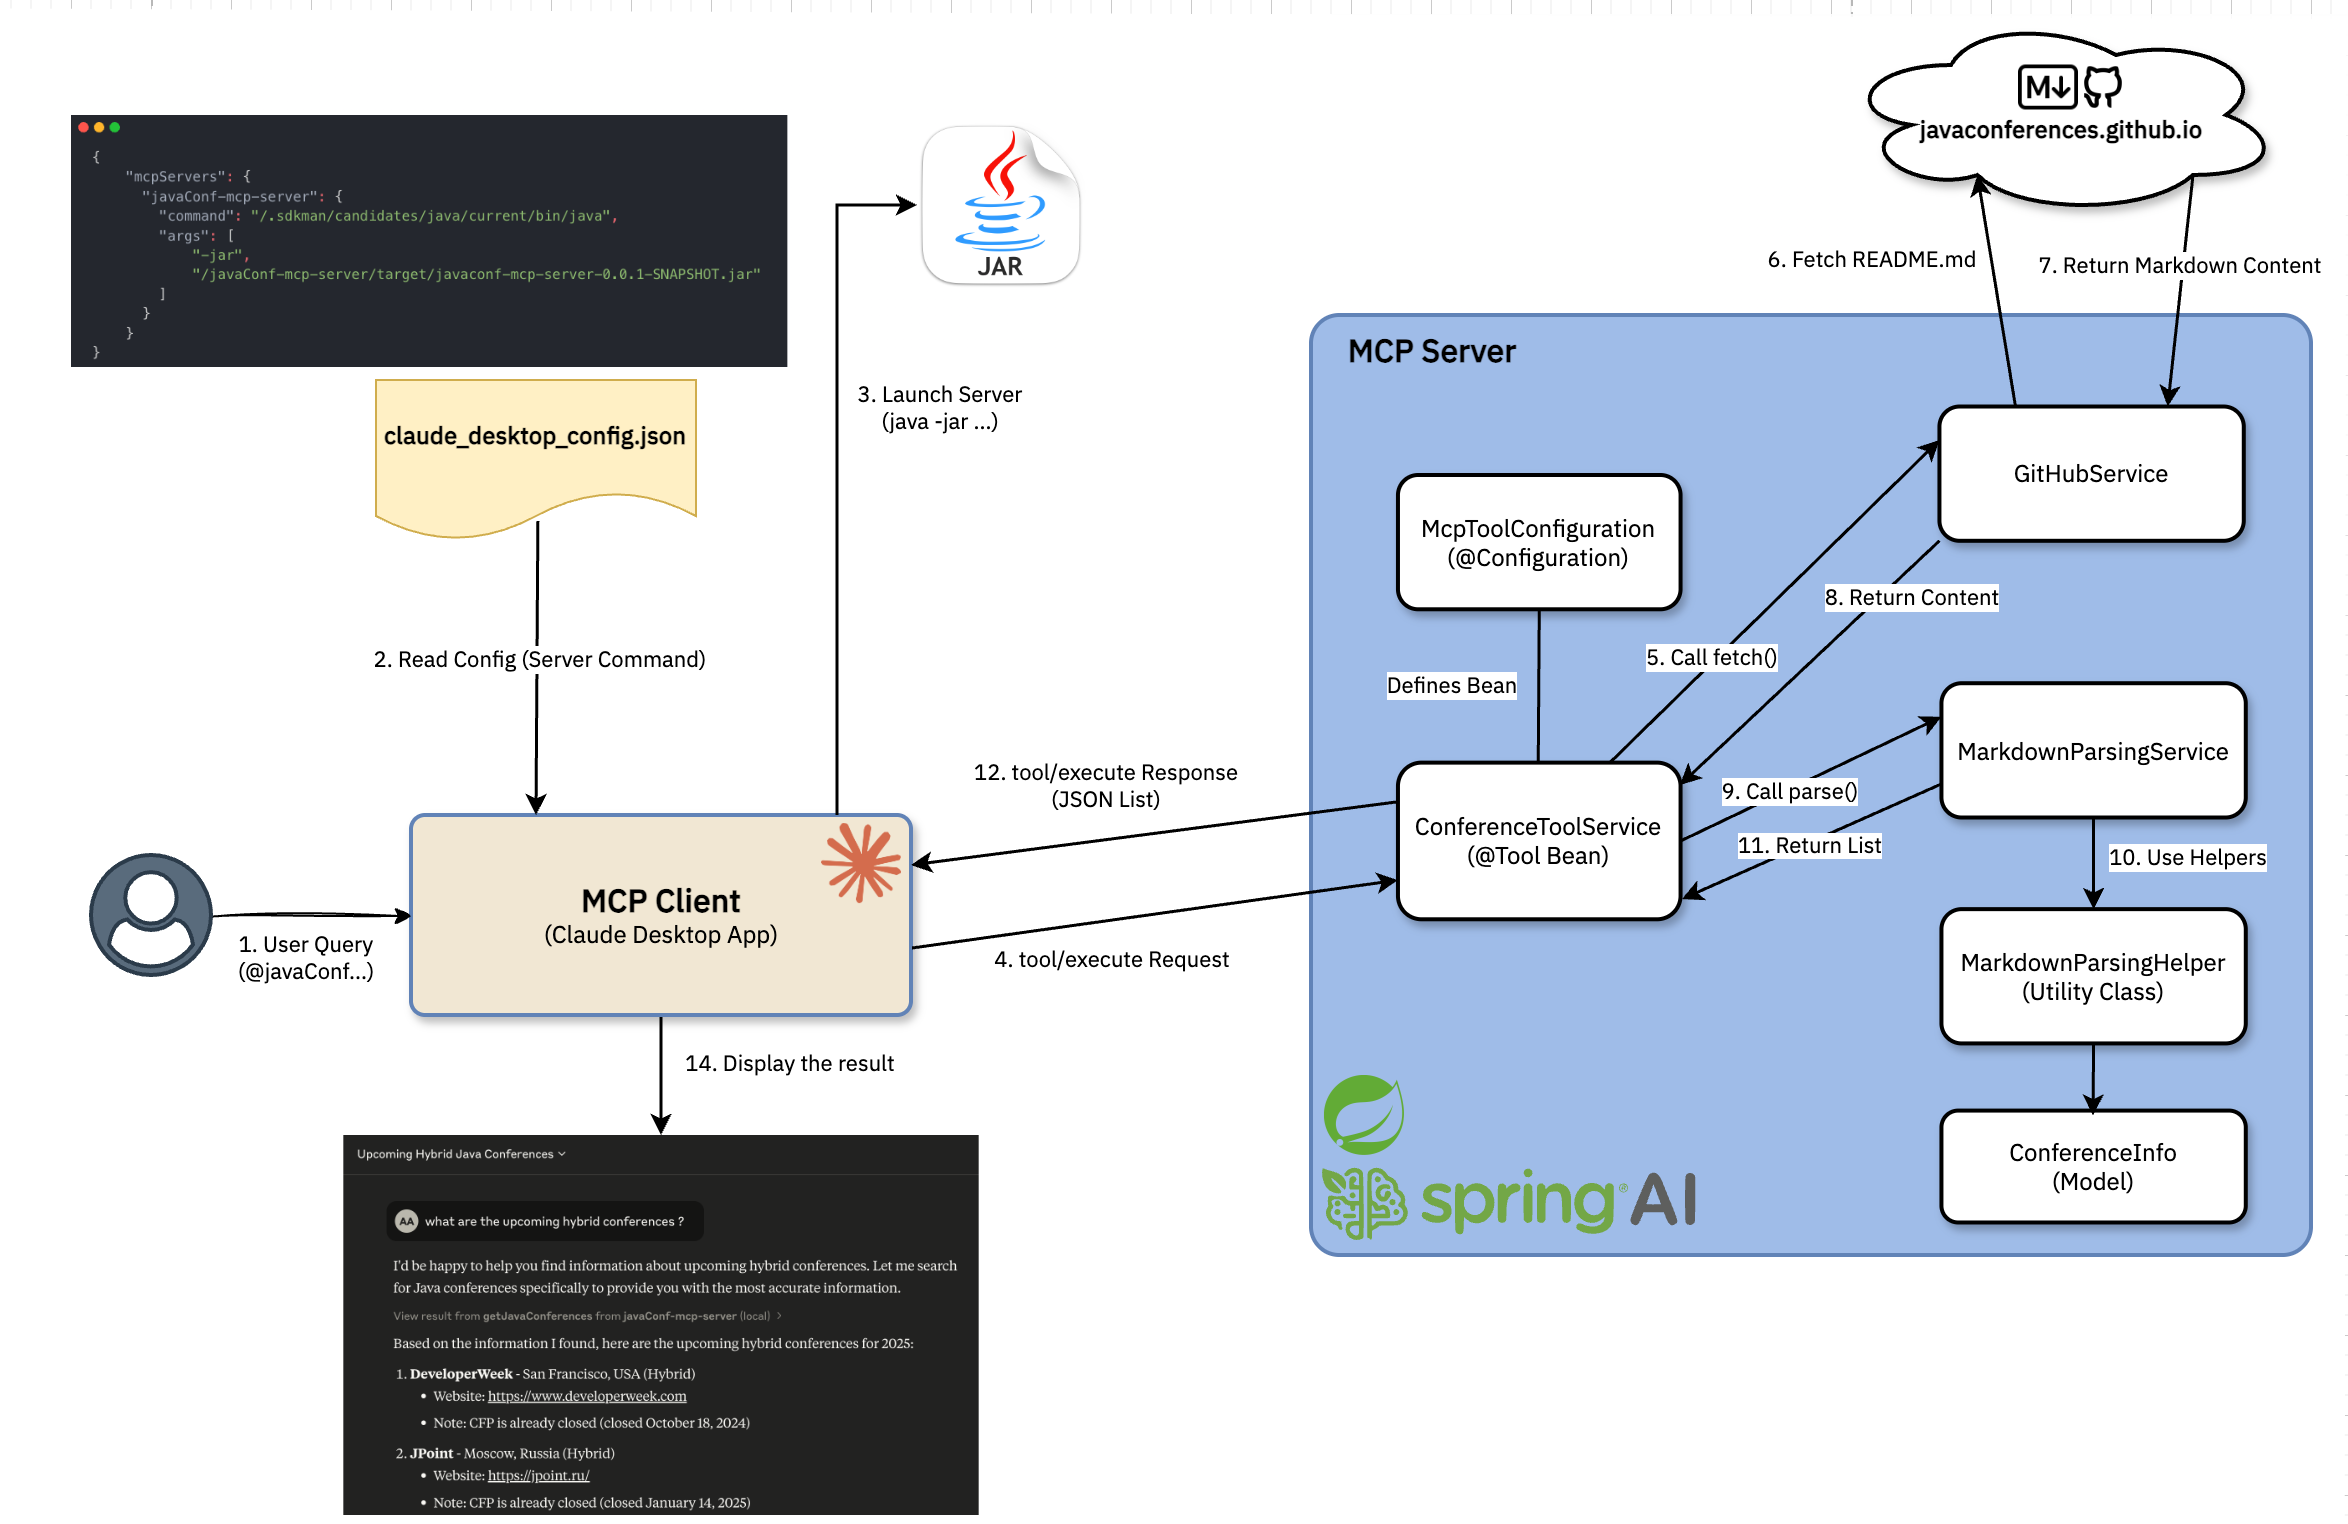 {
"mcpServers": {
"javaConf-mcp-server": {
"command": "/.sdkman/candidates/java/current/bin/java",
"args": [
"-jar",
"/javaConf-mcp-server/target/javaconf-mcp-server-0.0.1-SNAPSHOT.jar"
]
}
}
}
claude_desktop_config.json
2. Read Config (Server Command)
JAR
3. Launch Server
(java -jar ...)
1. User Query
(@javaConf...)
MCP Client
(Claude Desktop App)
12. tool/execute Response
(JSON List)
4. tool/execute Request
14. Display the result
Upcoming Hybrid Java Conferences
AA
what are the upcoming hybrid conferences ?
I'd be happy to help you find information about upcoming hybrid conferences. Let me search
for Java conferences specifically to provide you with the most accurate information.
View result from getJavaConferences from javaConf-mcp-server (local)
Based on the information I found, here are the upcoming hybrid conferences for 2025:
1. DeveloperWeek - San Francisco, USA (Hybrid)
• Website: https://www.developerweek.com
• Note: CFP is already closed (closed October 18, 2024)
2. JPoint - Moscow, Russia (Hybrid)
• Website: https://jpoint.ru/
• Note: CFP is already closed (closed January 14, 2025)
M↓
javaconferences.github.io
6. Fetch README.md
7. Return Markdown Content
MCP Server
GitHubService
McpToolConfiguration
(@Configuration)
8. Return Content
5. Call fetch()
Defines Bean
MarkdownParsingService
9. Call parse()
ConferenceToolService
(@Tool Bean)
11. Return List
10. Use Helpers
MarkdownParsingHelper
(Utility Class)
ConferenceInfo
(Model)
spring® AI